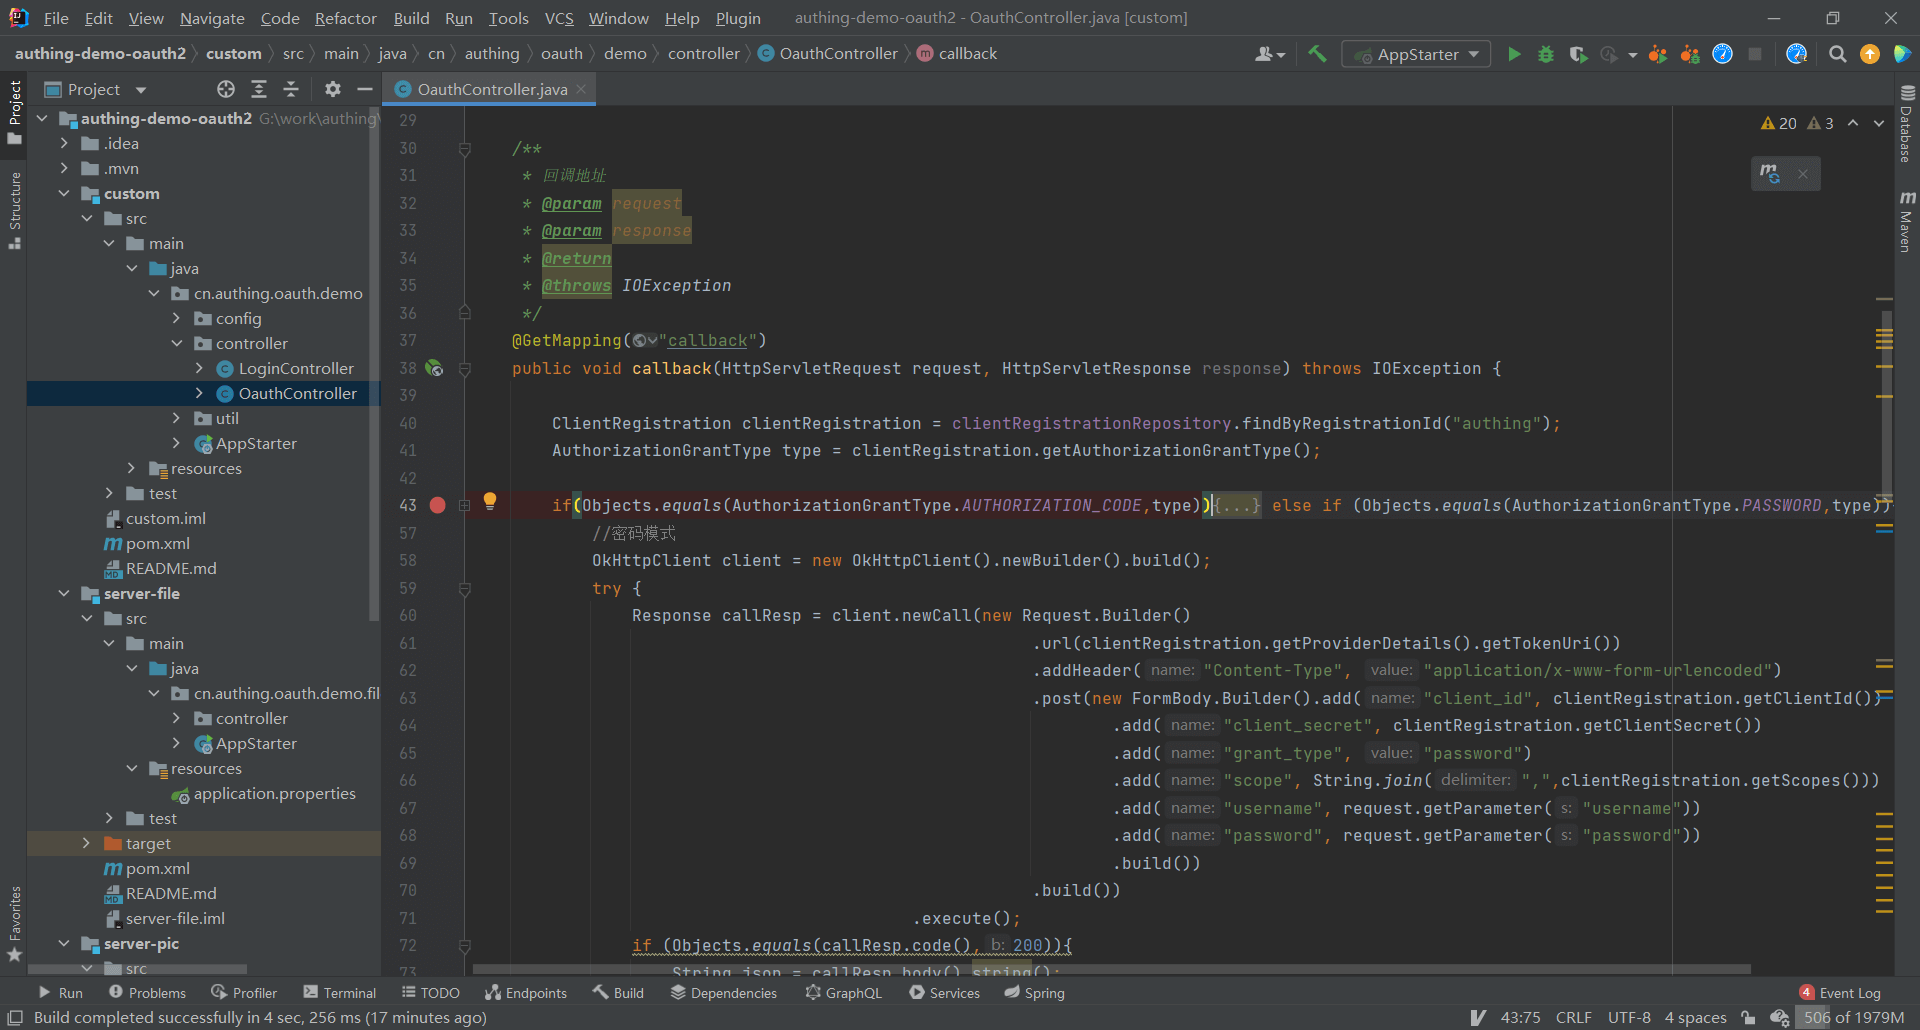 File Edit View Navigate Code Refactor Build Run Tools VCS Window Help Plugin authing-demo-oauth2 - OauthController.java [custom]
authing-demo-oauth2 custom src main java cn authing oauth demo controller OauthController callback AppStarter
Project
Project
Structure
Favorites
Database
Maven
authing-demo-oauth2 G:\work\authing\
.idea
.mvn
custom
src
main
java
cn.authing.oauth.demo
config
controller
LoginController
OauthController
util
AppStarter
resources
test
custom.iml
pom.xml
README.md
server-file
src
main
java
cn.authing.oauth.demo.fil
controller
AppStarter
resources
application.properties
test
target
pom.xml
README.md
server-file.iml
server-pic
src
OauthController.java
20 3
29
30 /**
31 * 回调地址
32 * @param request
33 * @param response
34 * @return
35 * @throws IOException
36 */
37 @GetMapping("callback")
38 public void callback(HttpServletRequest request, HttpServletResponse response) throws IOException {
39
40 ClientRegistration clientRegistration = clientRegistrationRepository.findByRegistrationId("authing");
41 AuthorizationGrantType type = clientRegistration.getAuthorizationGrantType();
42
43 if(Objects.equals(AuthorizationGrantType.AUTHORIZATION_CODE,type)){...} else if (Objects.equals(AuthorizationGrantType.PASSWORD,type))
57 //密码模式
58 OkHttpClient client = new OkHttpClient().newBuilder().build();
59 try {
60 Response callResp = client.newCall(new Request.Builder()
61 .url(clientRegistration.getProviderDetails().getTokenUri())
62 .addHeader( name: "Content-Type", value: "application/x-www-form-urlencoded")
63 .post(new FormBody.Builder().add( name: "client_id", clientRegistration.getClientId())
64 .add( name: "client_secret", clientRegistration.getClientSecret())
65 .add( name: "grant_type", value: "password")
66 .add( name: "scope", String.join( delimiter: ",",clientRegistration.getScopes()))
67 .add( name: "username", request.getParameter( s: "username"))
68 .add( name: "password", request.getParameter( s: "password"))
69 .build())
70 .build())
71 .execute();
72 if (Objects.equals(callResp.code(), b: 200)){
73 String json = callResp.body().string();
Run Problems Profiler Terminal TODO Endpoints Build Dependencies GraphQL Services Spring 4 Event Log
Build completed successfully in 4 sec, 256 ms (17 minutes ago) 43:75 CRLF UTF-8 4 spaces 506 of 1979M